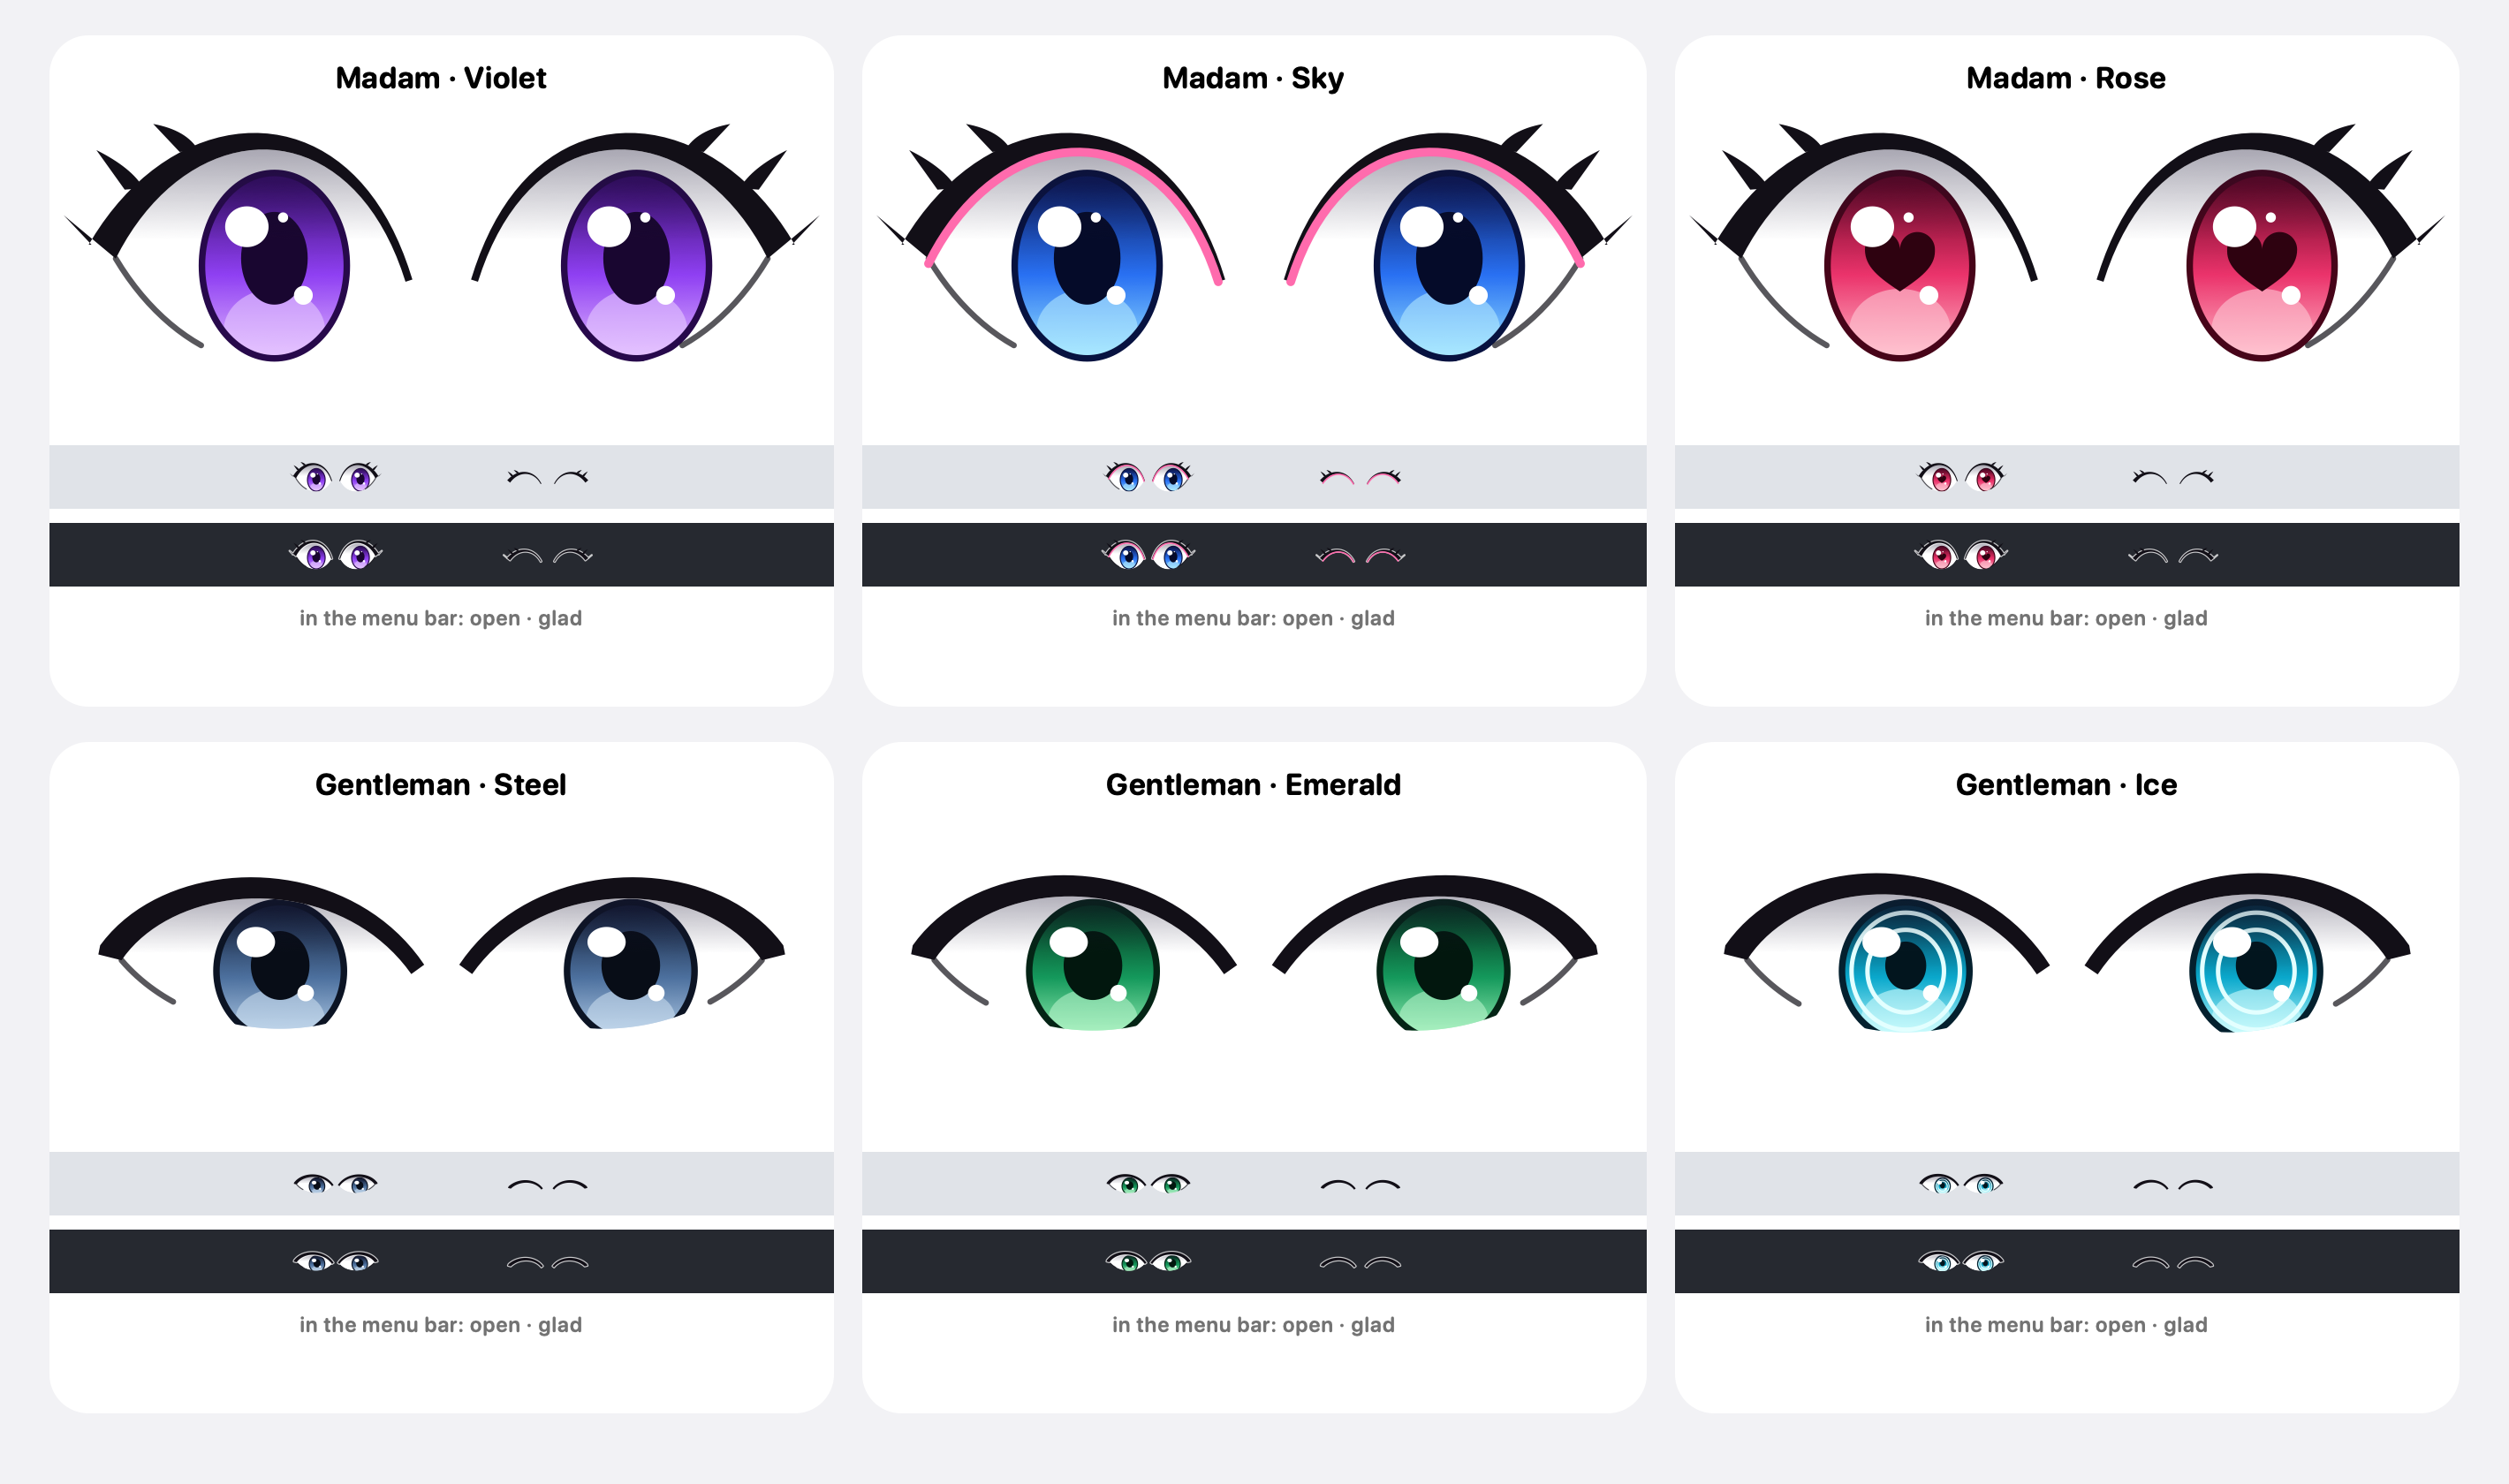 Madam · Violet
Madam · Sky
Madam · Rose
in the menu bar: open · glad
in the menu bar: open · glad
in the menu bar: open · glad
Gentleman · Steel
Gentleman · Emerald
Gentleman · Ice
in the menu bar: open · glad
in the menu bar: open · glad
in the menu bar: open · glad